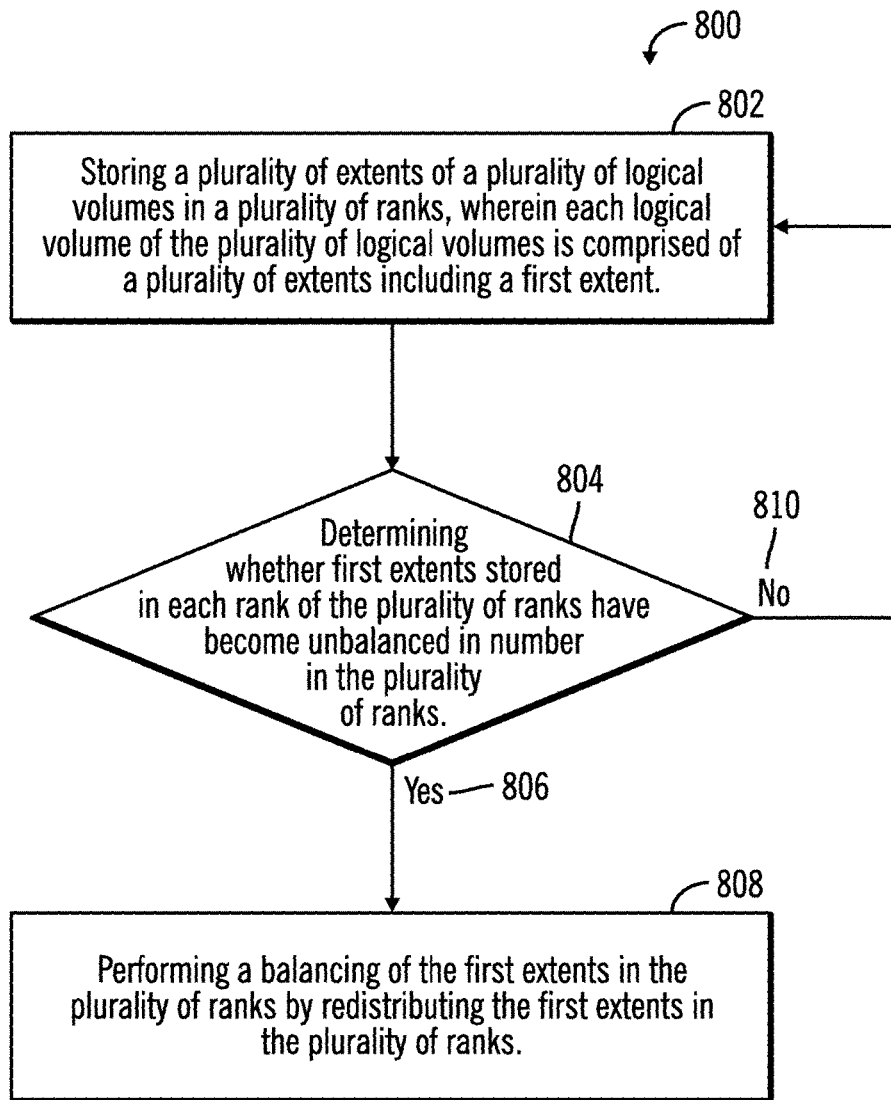 800
802
Storing a plurality of extents of a plurality of logical
volumes in a plurality of ranks, wherein each logical
volume of the plurality of logical volumes is comprised of
a plurality of extents including a first extent.
804
810
Determining
whether first extents stored
in each rank of the plurality of ranks have
become unbalanced in number
in the plurality
of ranks.
No
Yes 806
808
Performing a balancing of the first extents in the
plurality of ranks by redistributing the first extents in
the plurality of ranks.